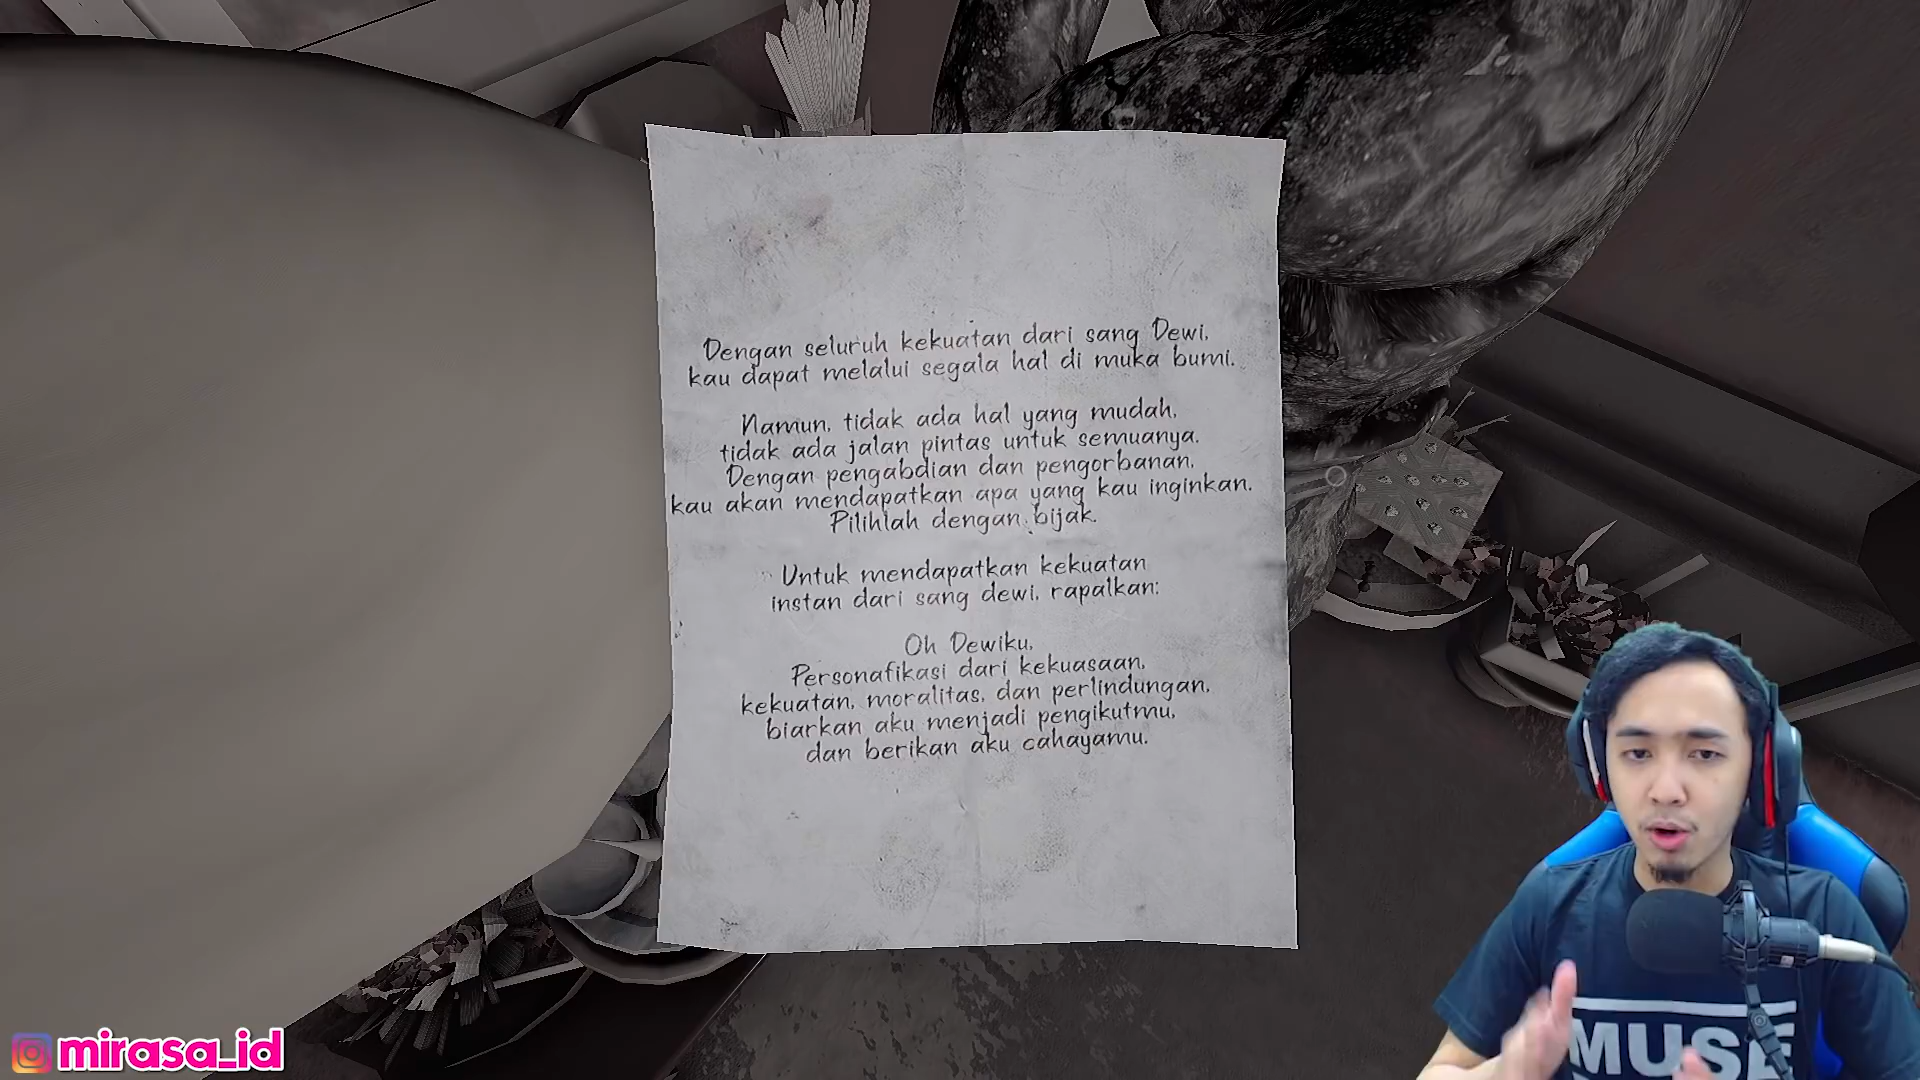 Dengan seluruh kekuatan dari sang Dewi,
kau dapat melalui segala hal di muka bumi.
Namun, tidak ada hal yang mudah,
tidak ada jalan pintas untuk semuanya.
Dengan pengabdian dan pengorbanan,
kau akan mendapatkan apa yang kau inginkan.
Pilihlah dengan bijak.
Untuk mendapatkan kekuatan
instan dari sang dewi, rapalkan:
Oh Dewiku,
Personafikasi dari kekuasaan,
kekuatan, moralitas, dan perlindungan,
biarkan aku menjadi pengikutmu,
dan berikan aku cahayamu.
MUSE
mirasa_id